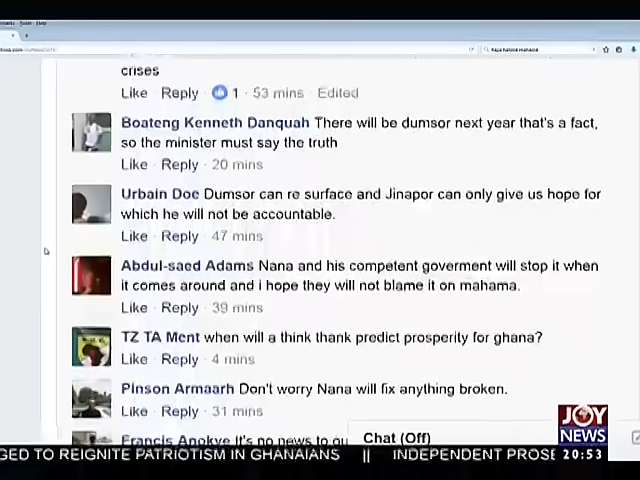 crises
Like · Reply · 1 · 53 mins · Edited
Boateng Kenneth Danquah There will be dumsor next year that's a fact,
so the minister must say the truth
Like · Reply · 20 mins
Urbain Doe Dumsor can re surface and Jinapor can only give us hope for
which he will not be accountable.
Like · Reply · 47 mins
Abdul-saed Adams Nana and his competent goverment will stop it when
it comes around and i hope they will not blame it on mahama.
Like · Reply · 39 mins
TZ TA Ment when will a think thank predict prosperity for ghana?
Like · Reply · 4 mins
Pinson Armaarh Don't worry Nana will fix anything broken.
Like · Reply · 31 mins
Francis Anokye It's no news to ou
Chat (Off)
JOY
NEWS
GED TO REIGNITE PATRIOTISM IN GHANAIANS || INDEPENDENT PROSE
20:53